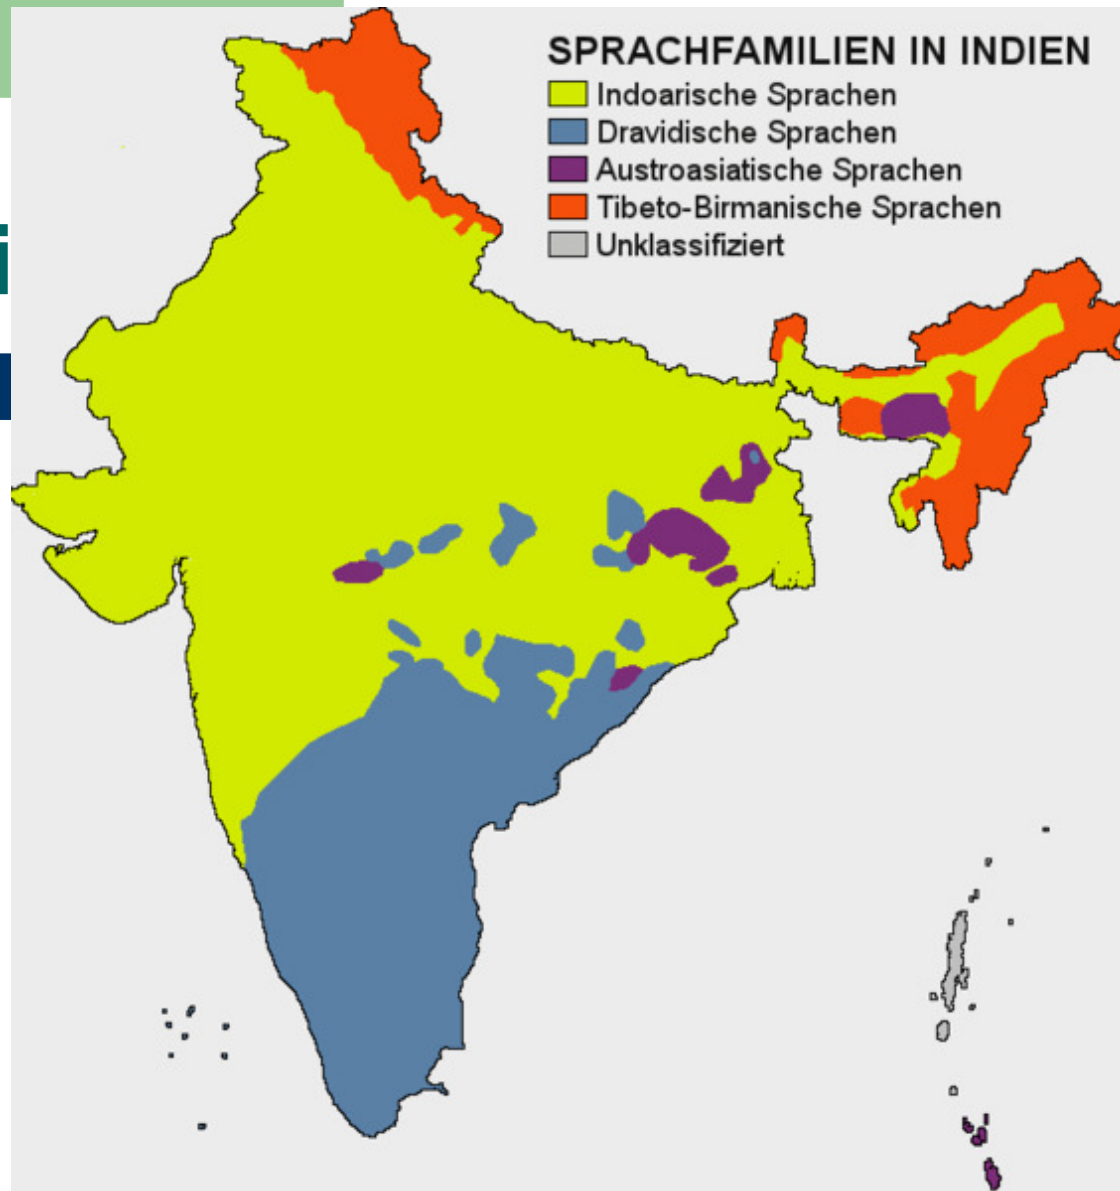 SPRACHFAMILIEN IN INDIEN
Indoarische Sprachen
Dravidische Sprachen
Austroasiatische Sprachen
Tibeto-Birmanische Sprachen
Unklassifiziert
i